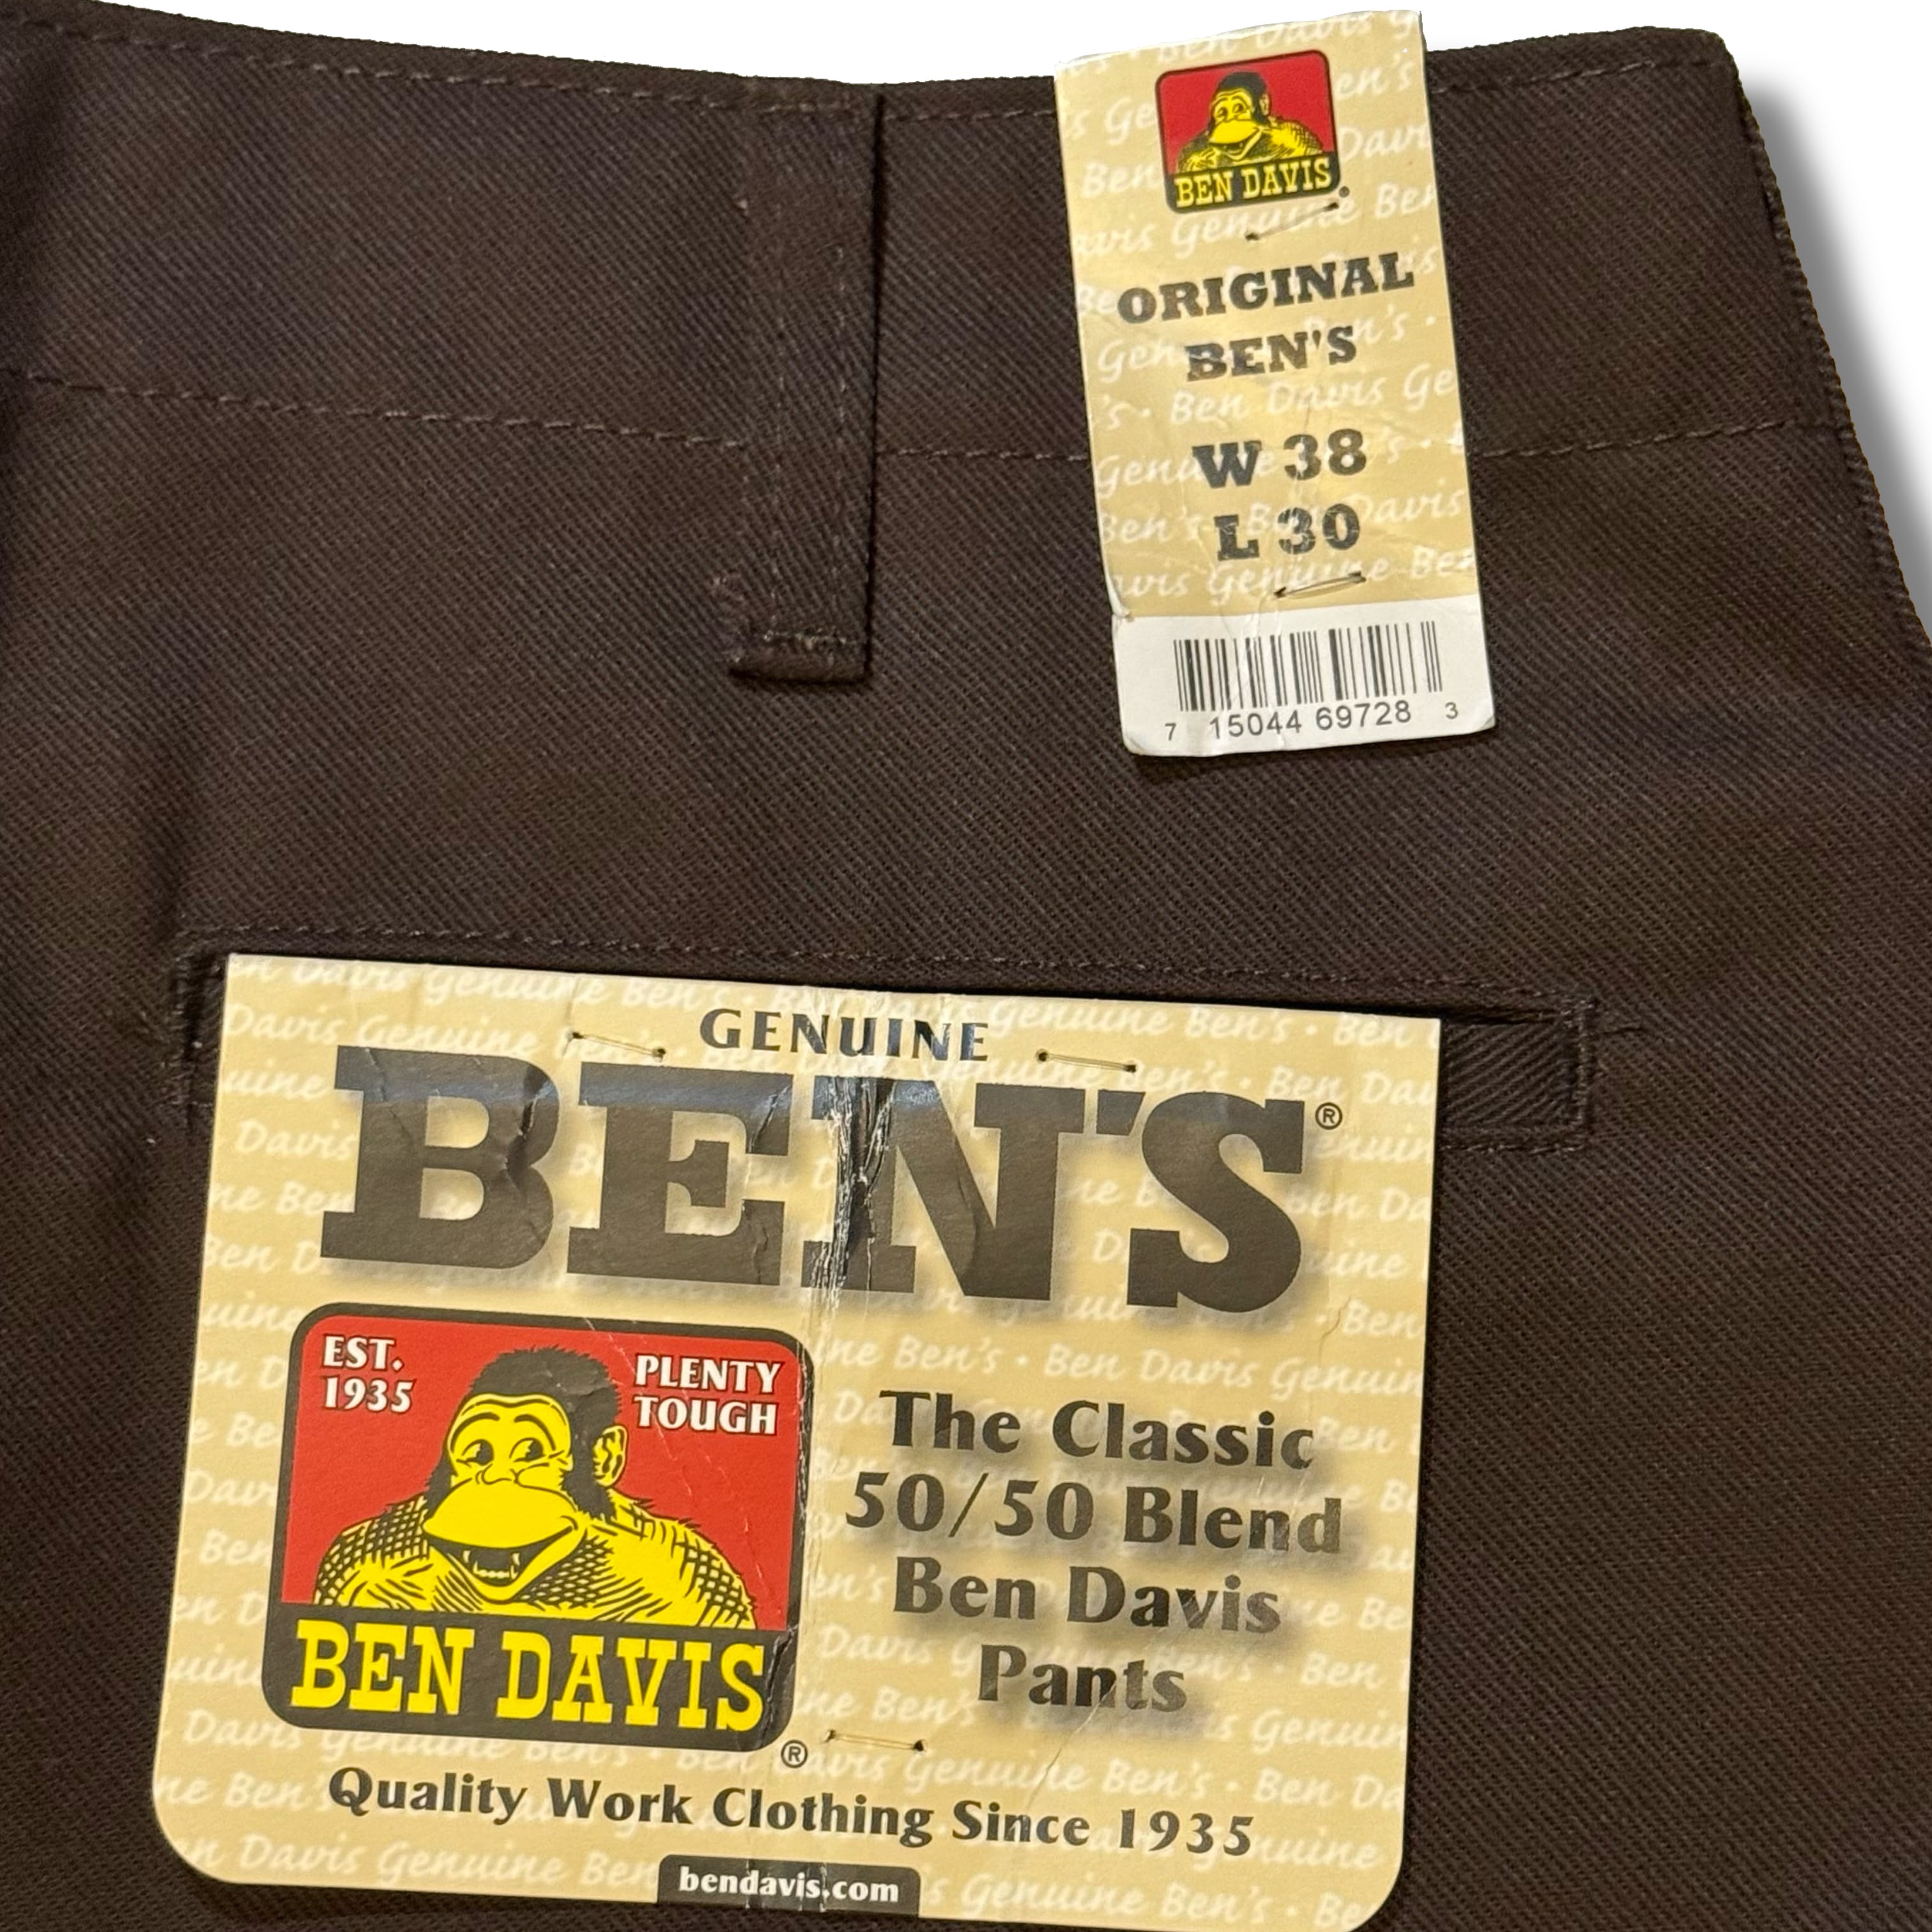 BEN DAVIS
ORIGINAL
BEN'S
W 38
L 30
7 15044 69728 3
GENUINE
BEN'S®
EST.
1935
PLENTY
TOUGH
BEN DAVIS
®
The Classic
50/50 Blend
Ben Davis
Pants
Quality Work Clothing Since 1935
bendavis.com